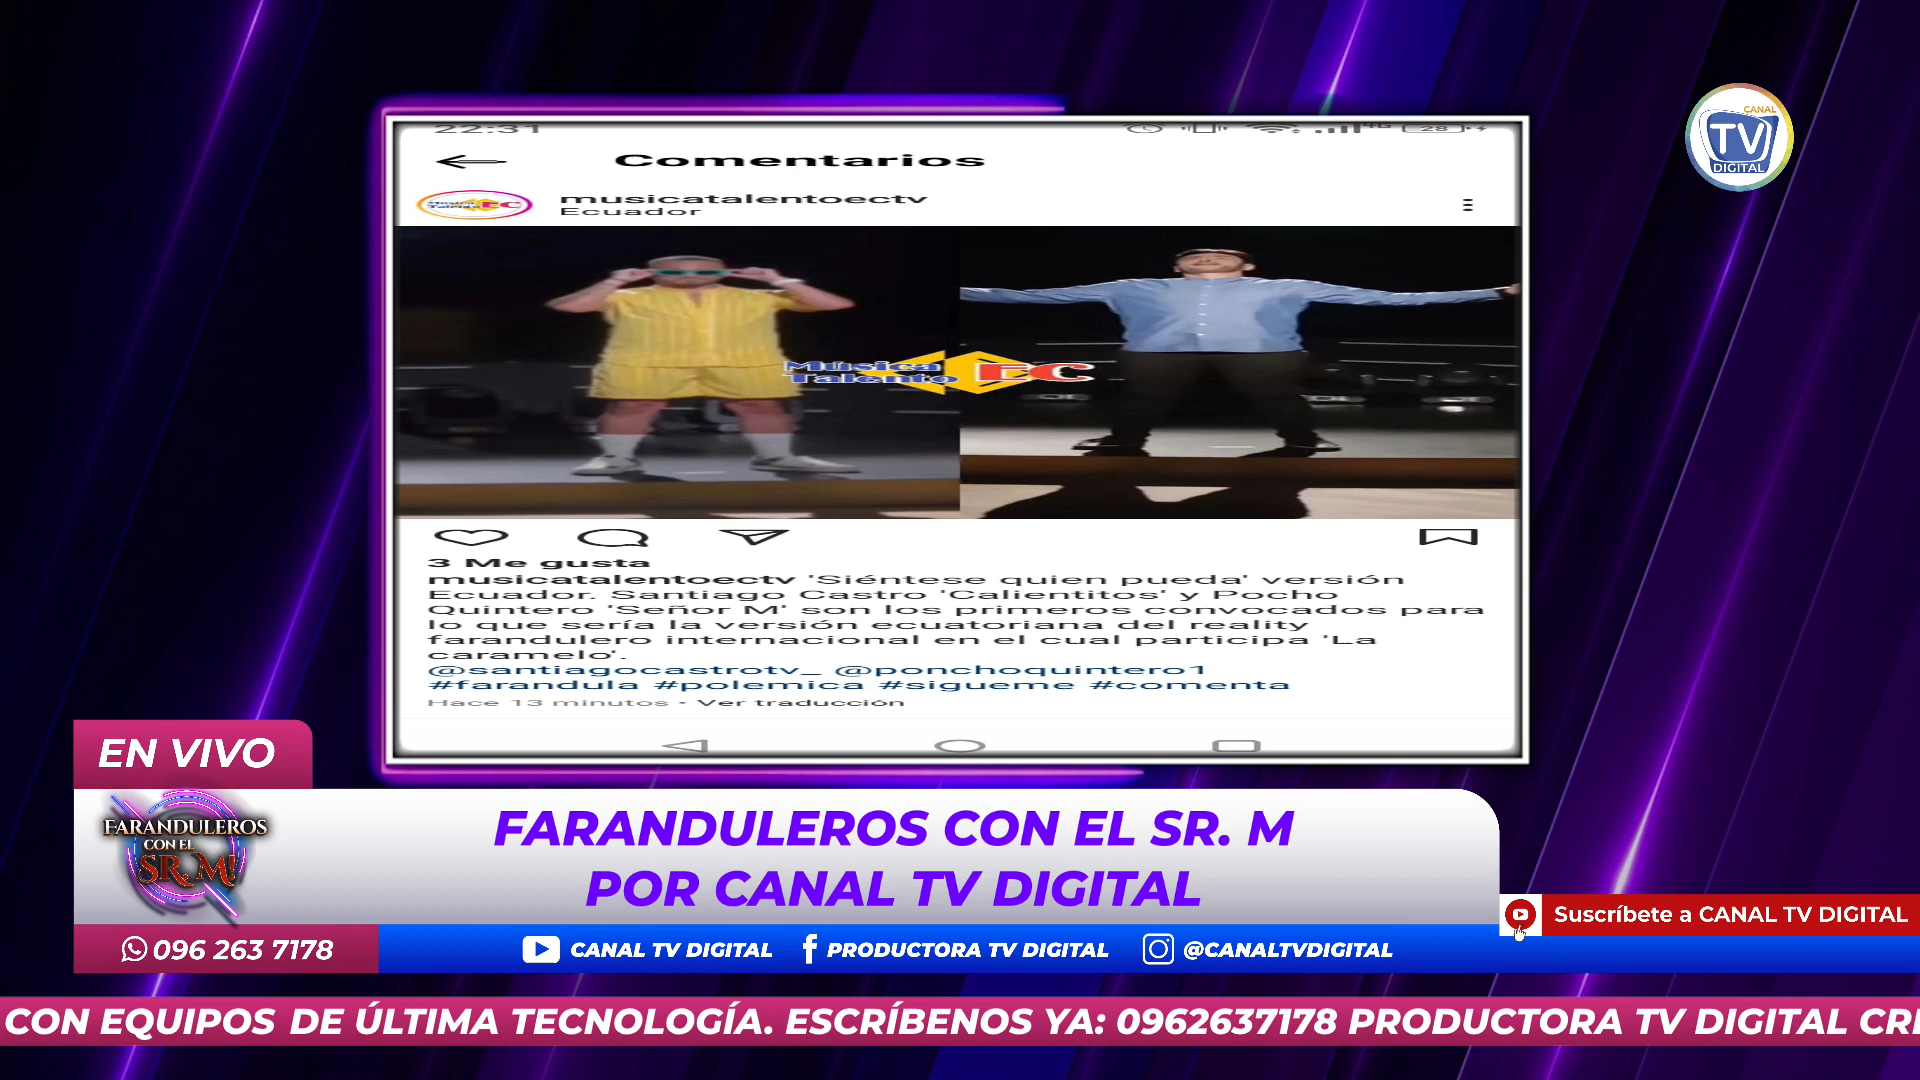 CANAL
TV
DIGITAL
22:31
4G
28
Comentarios
musicatalentoectv
Ecuador
Música
Talento EC
3 Me gusta
musicatalentoectv 'Siéntese quien pueda' versión
Ecuador. Santiago Castro 'Calientitos' y Pocho
Quintero 'Señor M' son los primeros convocados para
lo que sería la versión ecuatoriana del reality
farandulero internacional en el cual participa 'La
caramelo'.
@santiagocastrotv_ @ponchoquintero1
#farandula #polemica #sigueme #comenta
Hace 13 minutos · Ver traducción
EN VIVO
FARANDULEROS
CON EL
SR. M!
FARANDULEROS CON EL SR. M
POR CANAL TV DIGITAL
Suscríbete a CANAL TV DIGITAL
096 263 7178
CANAL TV DIGITAL
PRODUCTORA TV DIGITAL
@CANALTVDIGITAL
CON EQUIPOS DE ÚLTIMA TECNOLOGÍA. ESCRÍBENOS YA: 0962637178 PRODUCTORA TV DIGITAL